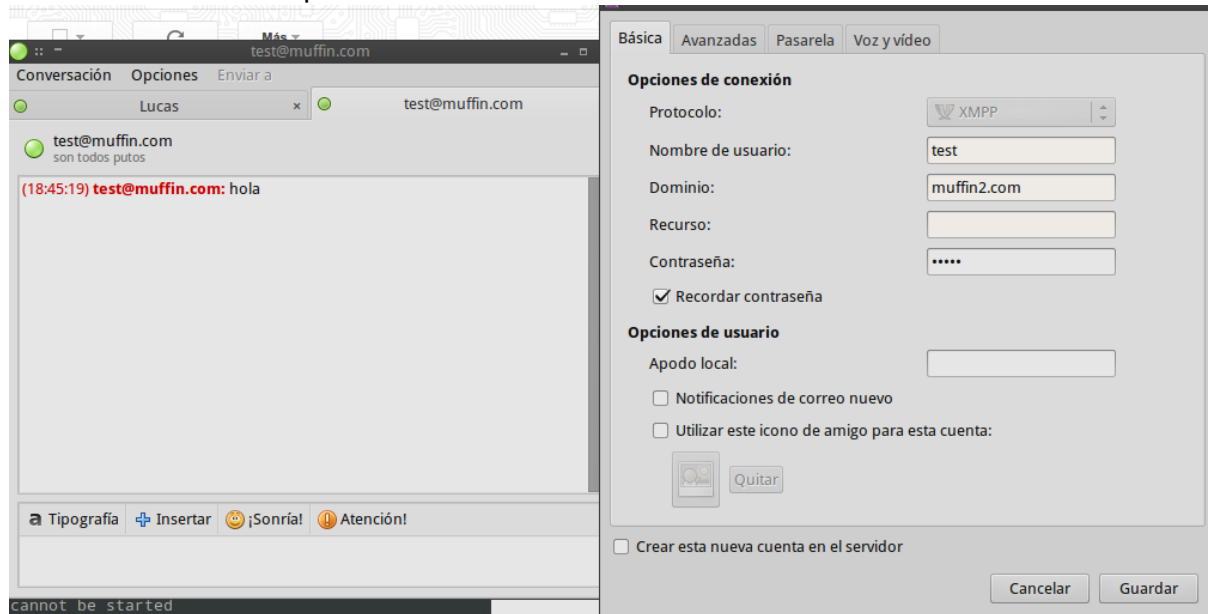 Más
test@muffin.com
Conversación Opciones Enviar a
Lucas × test@muffin.com
test@muffin.com
son todos putos
(18:45:19) test@muffin.com: hola
a Tipografía Insertar ¡Sonría! Atención!
cannot be started
Básica Avanzadas Pasarela Voz y vídeo
Opciones de conexión
Protocolo: XMPP
Nombre de usuario: test
Dominio: muffin2.com
Recurso:
Contraseña: •••••
Recordar contraseña
Opciones de usuario
Apodo local:
Notificaciones de correo nuevo
Utilizar este icono de amigo para esta cuenta:
Quitar
Crear esta nueva cuenta en el servidor
Cancelar Guardar